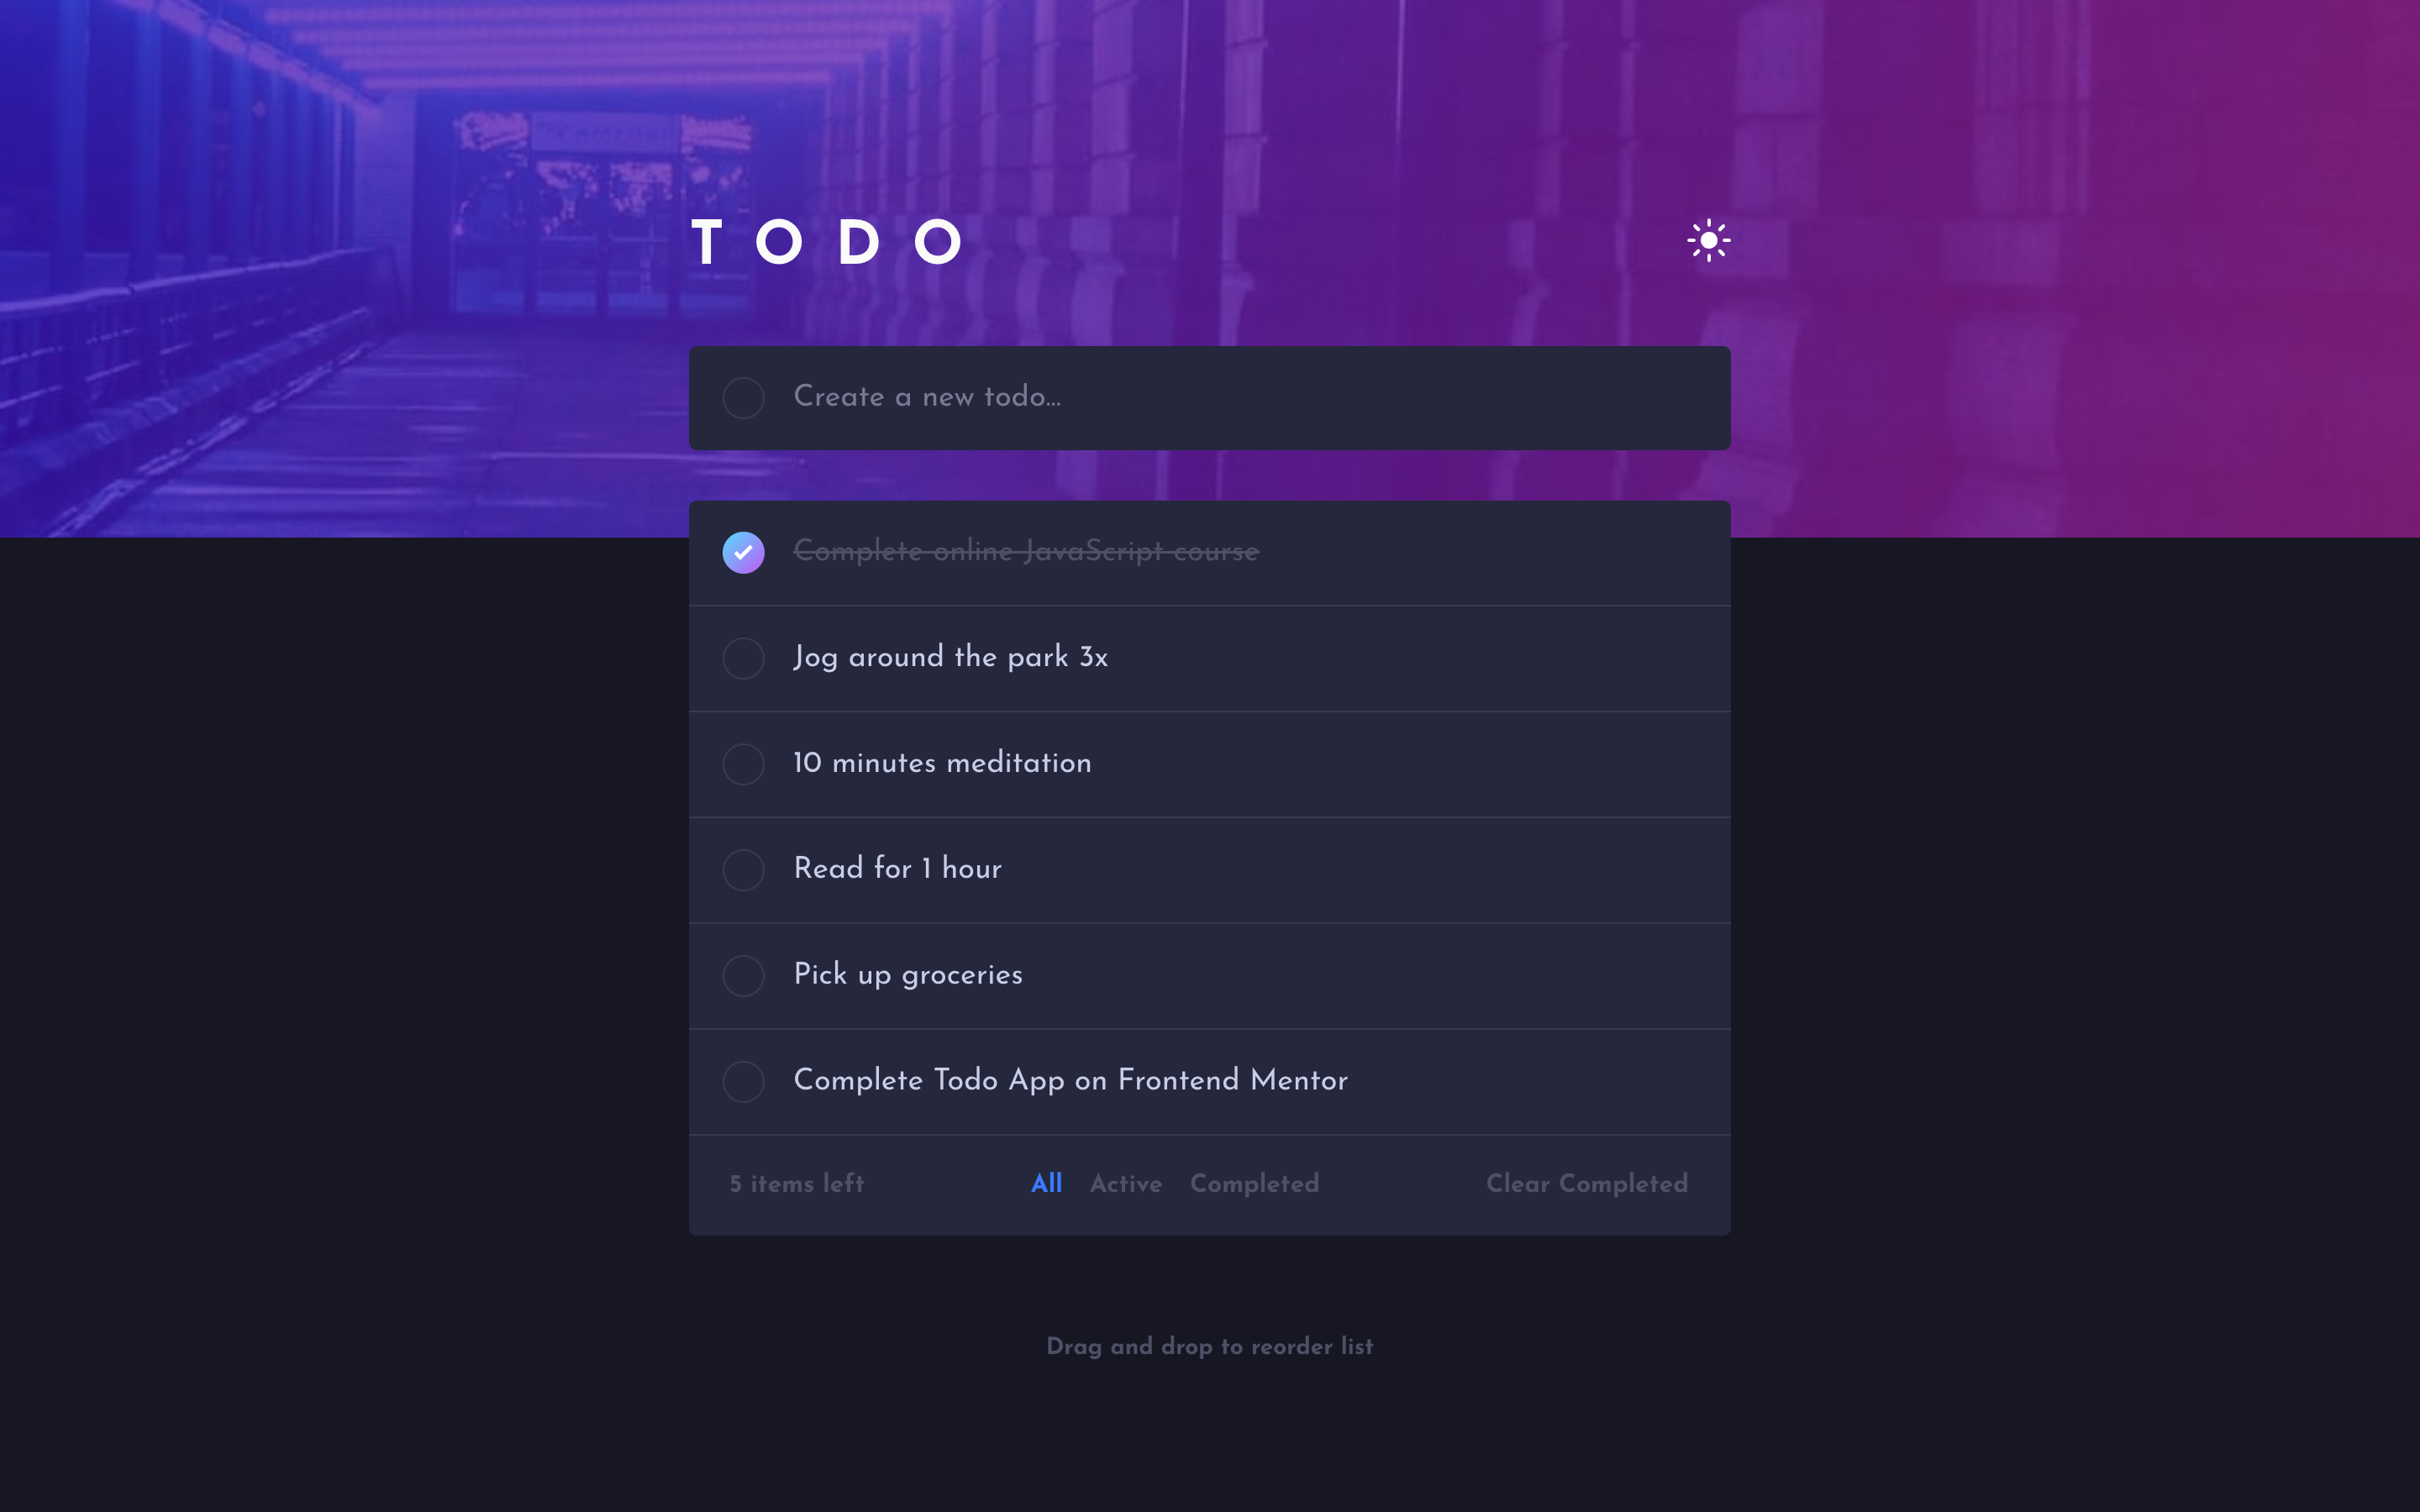 TODO
Create a new todo...
Complete online JavaScript course
Jog around the park 3x
10 minutes meditation
Read for 1 hour
Pick up groceries
Complete Todo App on Frontend Mentor
5 items left All Active Completed Clear Completed
Drag and drop to reorder list